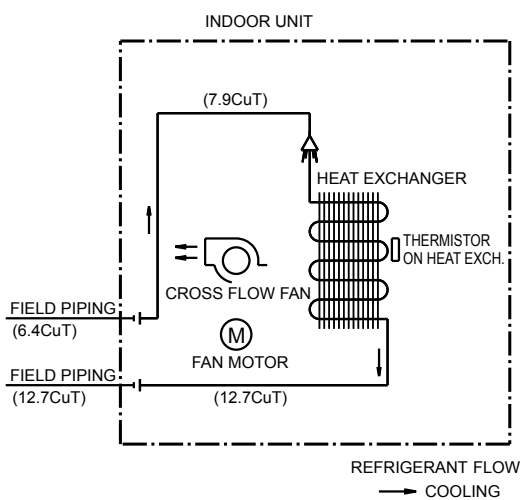 INDOOR UNIT
(7.9CuT)
HEAT EXCHANGER
THERMISTOR
ON HEAT EXCH.
CROSS FLOW FAN
FIELD PIPING
(6.4CuT)
M
FAN MOTOR
FIELD PIPING
(12.7CuT)
(12.7CuT)
REFRIGERANT FLOW
COOLING